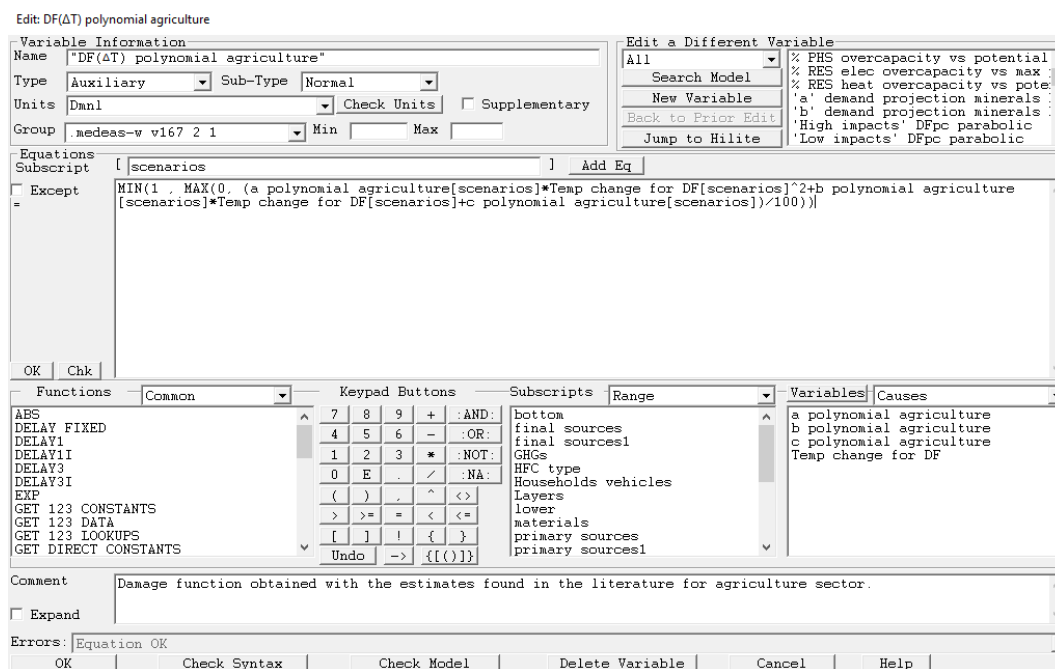 Edit: DF(ΔT) polynomial agriculture
Variable Information
Name "DF(ΔT) polynomial agriculture"
Type Auxiliary Sub-Type Normal
Units Dmnl Check Units Supplementary
Group .medeas-w v167 2 1 Min Max
Edit a Different Variable
All
Search Model
New Variable
Back to Prior Edit
Jump to Hilite
% PHS overcapacity vs potential
% RES elec overcapacity vs max
% RES heat overcapacity vs pote
'a' demand projection minerals
'b' demand projection minerals
'High impacts' DFpc parabolic
'Low impacts' DFpc parabolic
Equations
Subscript [ scenarios ] Add Eq
Except
=
MIN(1 , MAX(0, (a polynomial agriculture[scenarios]*Temp change for DF[scenarios]^2+b polynomial agriculture
[scenarios]*Temp change for DF[scenarios]+c polynomial agriculture[scenarios])/100))
OK Chk
Functions Common
ABS
DELAY FIXED
DELAY1
DELAY1I
DELAY3
DELAY3I
EXP
GET 123 CONSTANTS
GET 123 DATA
GET 123 LOOKUPS
GET DIRECT CONSTANTS
Keypad Buttons
7 8 9 + :AND:
4 5 6 - :OR:
1 2 3 * :NOT:
0 E . / :NA:
( ) , ^ <>
> >= = < <=
[ ] ! { }
Undo -> {[()]}
Subscripts Range
bottom
final sources
final sources1
GHGs
HFC type
Households vehicles
Layers
lower
materials
primary sources
primary sources1
Variables Causes
a polynomial agriculture
b polynomial agriculture
c polynomial agriculture
Temp change for DF
Comment
Damage function obtained with the estimates found in the literature for agriculture sector.
Expand
Errors: Equation OK
OK Check Syntax Check Model Delete Variable Cancel Help